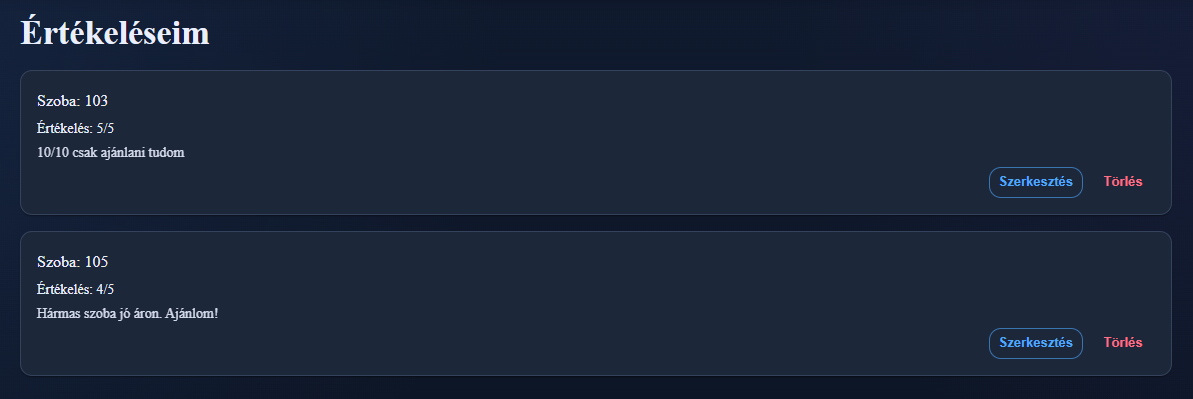 Értékeléseim
Szoba: 103
Értékelés: 5/5
10/10 csak ajánlani tudom
Szerkesztés Törlés
Szoba: 105
Értékelés: 4/5
Hármas szoba jó áron. Ajánlom!
Szerkesztés Törlés